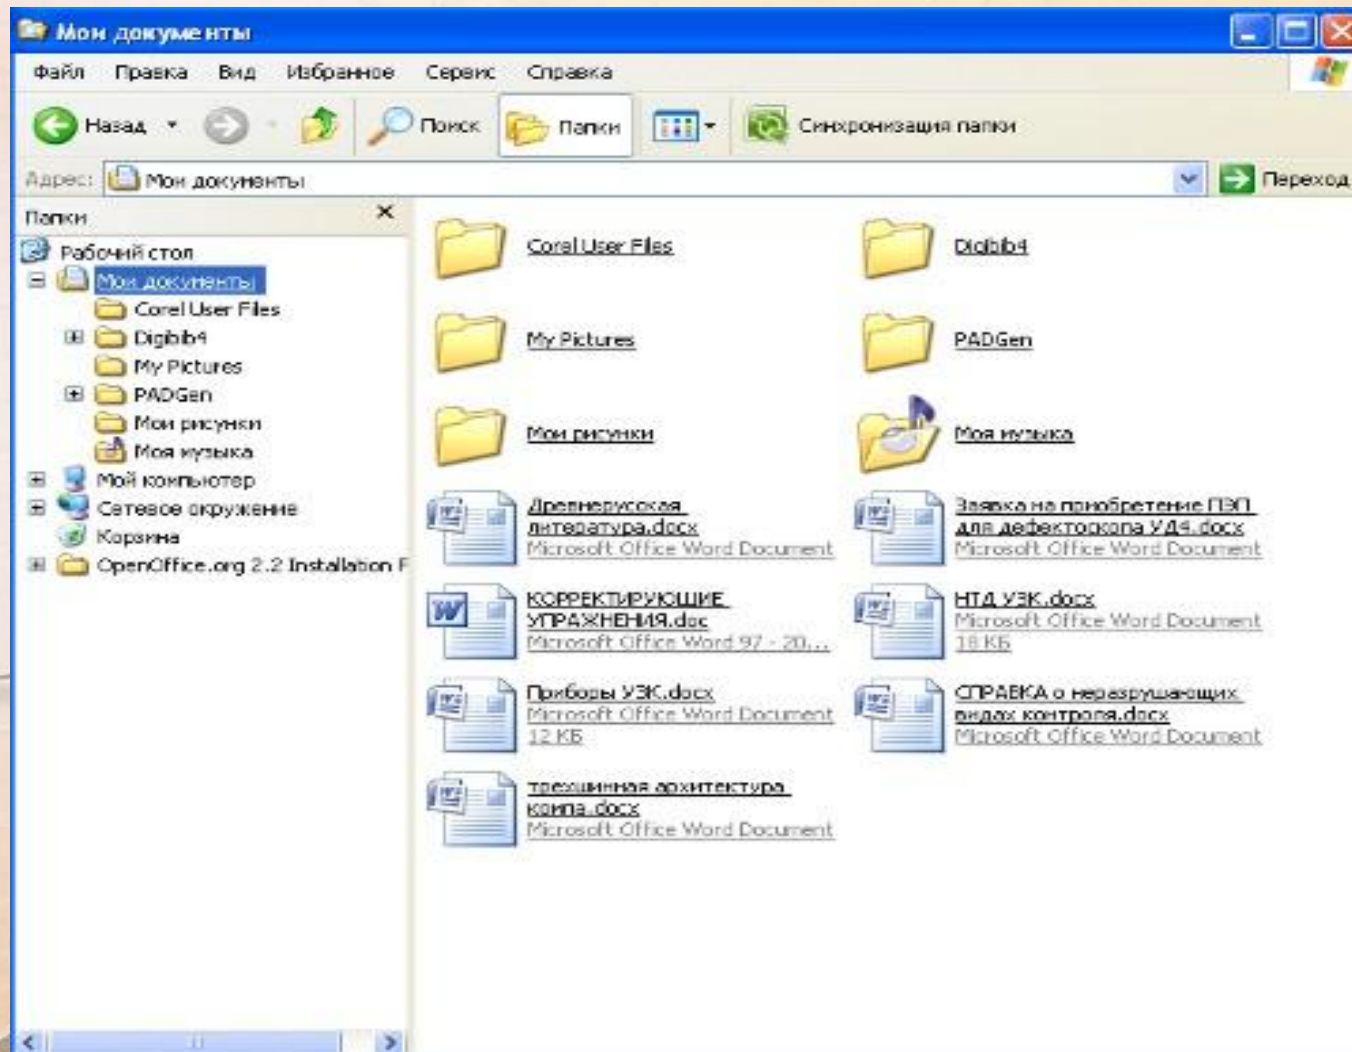 Мои документы
Файл Правка Вид Избранное Сервис Справка
Назад Поиск Папки Синхронизация папки
Адрес: Мои документы Переход
Папки
Рабочий стол
Мои документы
Corel User Files
Digibib4
My Pictures
PADGen
Мои рисунки
Моя музыка
Мой компьютер
Сетевое окружение
Корзина
OpenOffice.org 2.2 Installation F
Corel User Files
Digibib4
My Pictures
PADGen
Мои рисунки
Моя музыка
Древнерусская
литература.docx
Microsoft Office Word Document
Заявка на приобретение ПЭП
для дефектоскопа УД4.docx
Microsoft Office Word Document
КОРРЕКТИРУЮЩИЕ
УПРАЖНЕНИЯ.doc
Microsoft Office Word 97 - 20...
НТД УЗК.docx
Microsoft Office Word Document
18 КБ
Приборы УЗК.docx
Microsoft Office Word Document
12 КБ
СПРАВКА о неразрушающих
видах контроля.docx
Microsoft Office Word Document
трехшинная архитектура
Microsoft Office Word Document